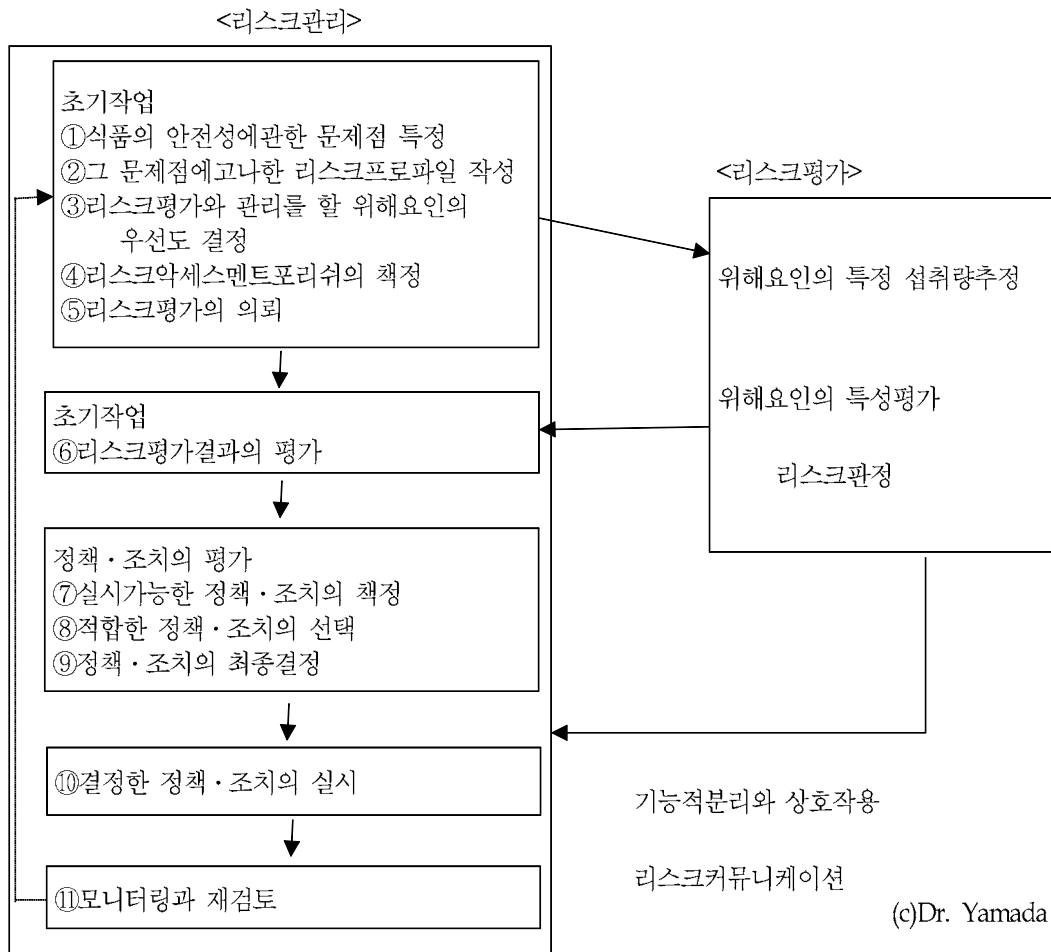 <리스크관리>
초기작업
①식품의 안전성에관한 문제점 특정
②그 문제점에고나한 리스크프로파일 작성
③리스크평가와 관리를 할 위해요인의
우선도 결정
④리스크악세스멘트포리쉬의 책정
⑤리스크평가의 의뢰
초기작업
⑥리스크평가결과의 평가
정책·조치의 평가
⑦실시가능한 정책·조치의 책정
⑧적합한 정책·조치의 선택
⑨정책·조치의 최종결정
⑩결정한 정책·조치의 실시
⑪모니터링과 재검토
<리스크평가>
위해요인의 특정 섭취량추정
위해요인의 특성평가
리스크판정
기능적분리와 상호작용
리스크커뮤니케이션
(c)Dr. Yamada